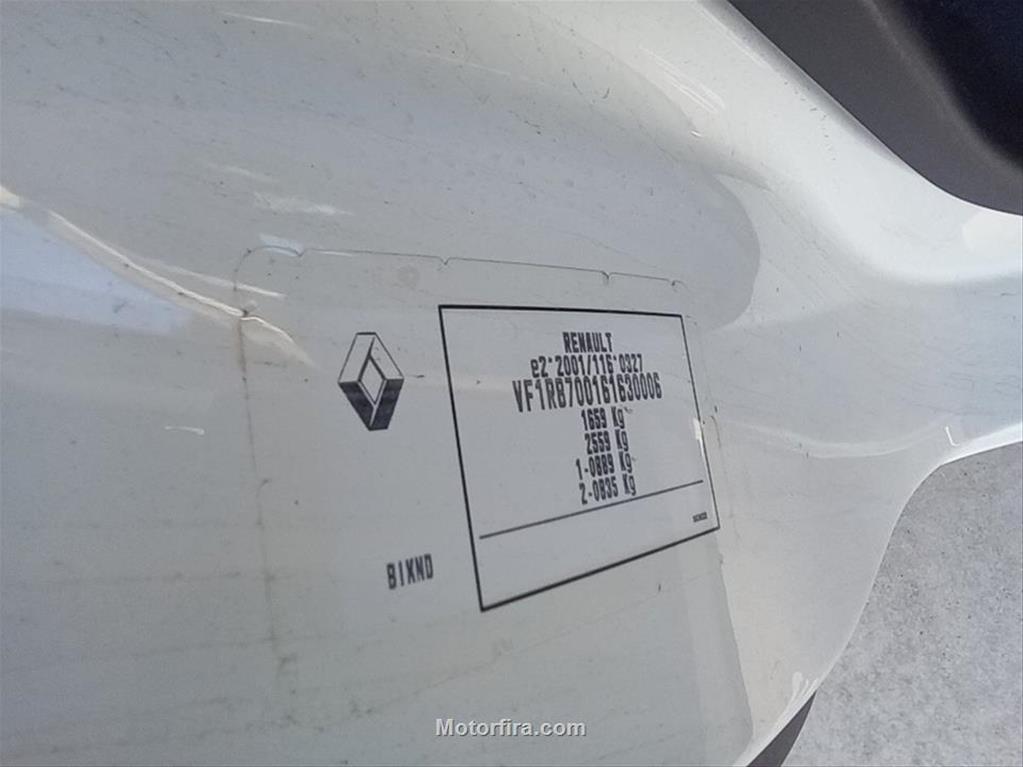 RENAULT
e2*2001/116*0327
VF1RB700161630006
1659 Kg
2559 Kg
1-0889 Kg
2-0835 Kg
BIKND
Motorfira.com